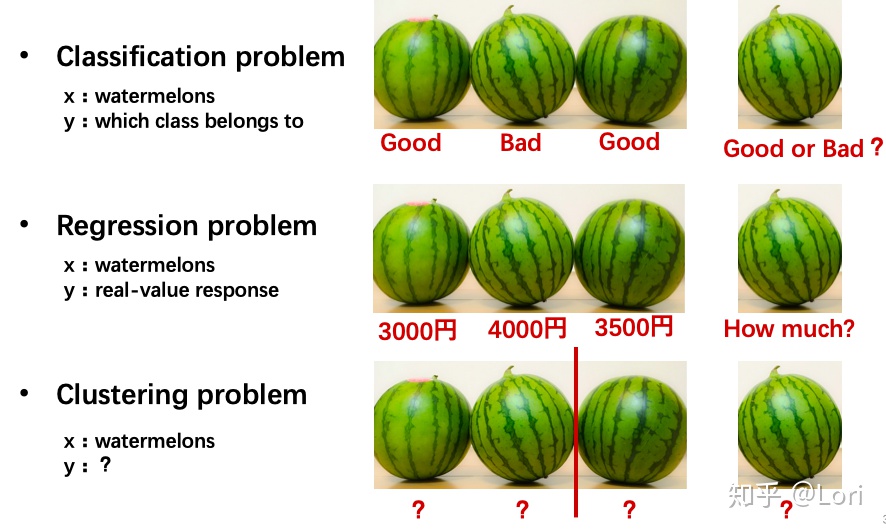 • Classification problem
x : watermelons
y : which class belongs to
Good Bad Good
Good or Bad ?
• Regression problem
x : watermelons
y : real-value response
3000円 4000円 3500円
How much?
• Clustering problem
x : watermelons
y : ?
? ? ? ?
知乎 @Lori